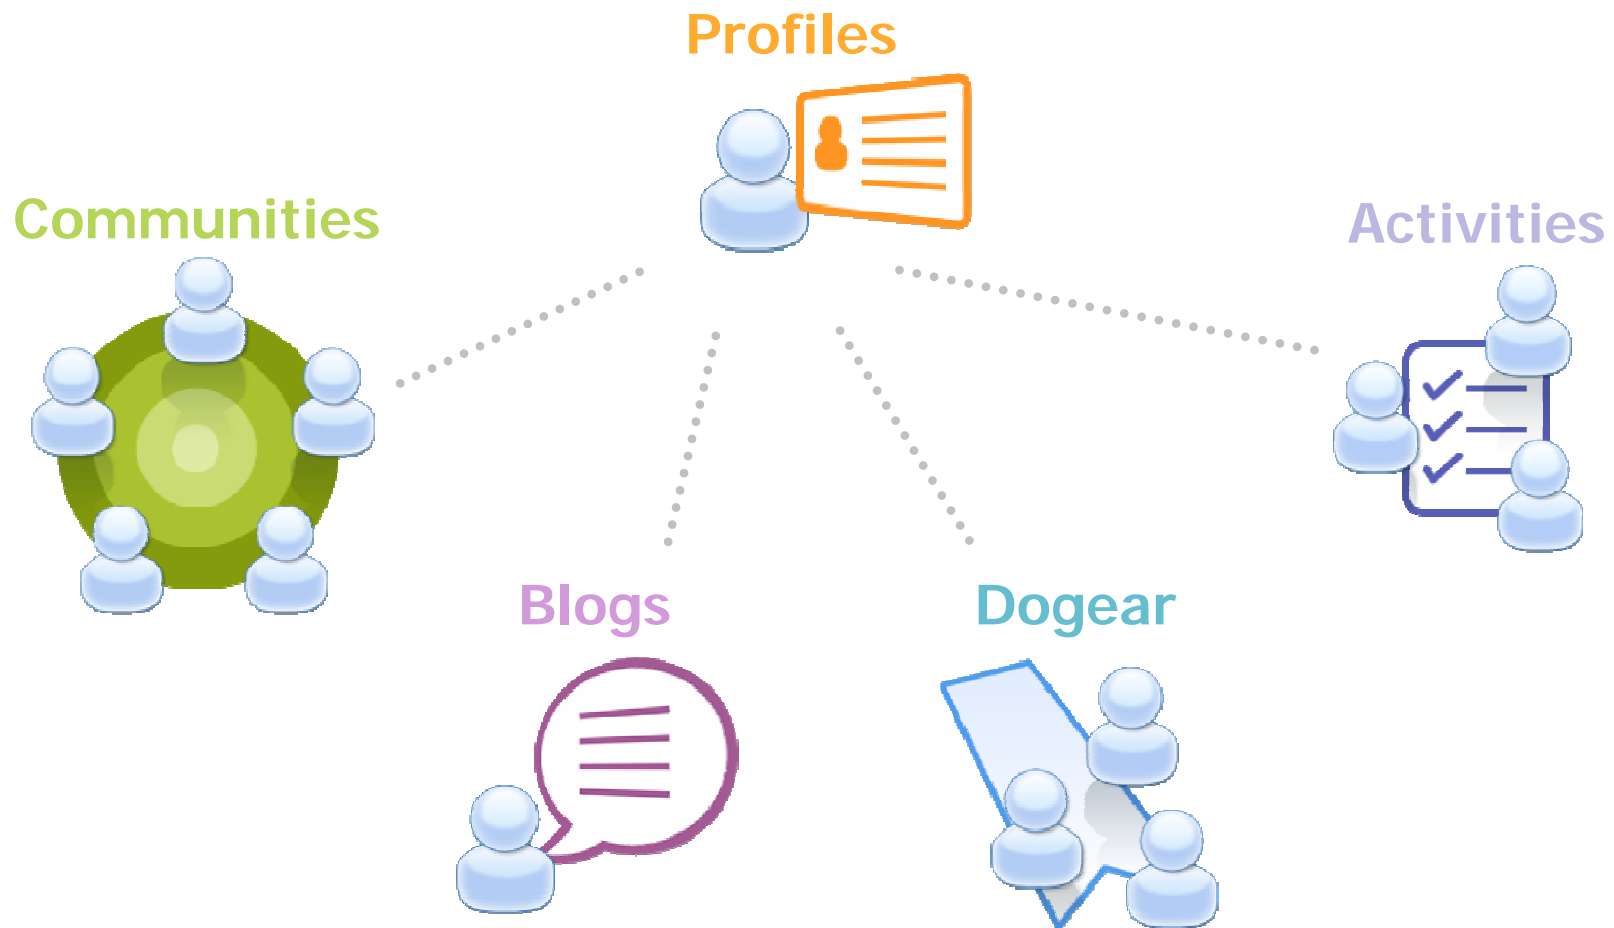 Profiles
Communities
Activities
Blogs
Dogear